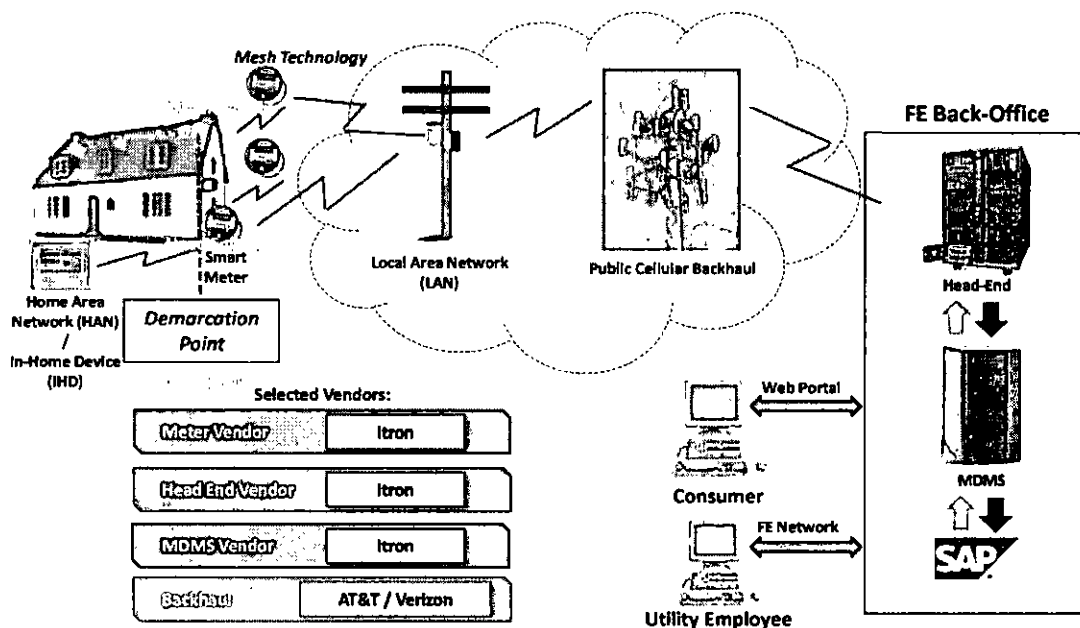 Mesh Technology
FE Back-Office
Smart
Meter
Local Area Network
(LAN)
Public Cellular Backhaul
Head-End
Home Area
Network (HAN)
/
In-Home Device
(IHD)
Demarcation
Point
MDMS
SAP
Selected Vendors:
Meter Vendor
Itron
Head End Vendor
Itron
MDMS Vendor
Itron
Backhaul
AT&T / Verizon
Web Portal
Consumer
FE Network
Utility Employee